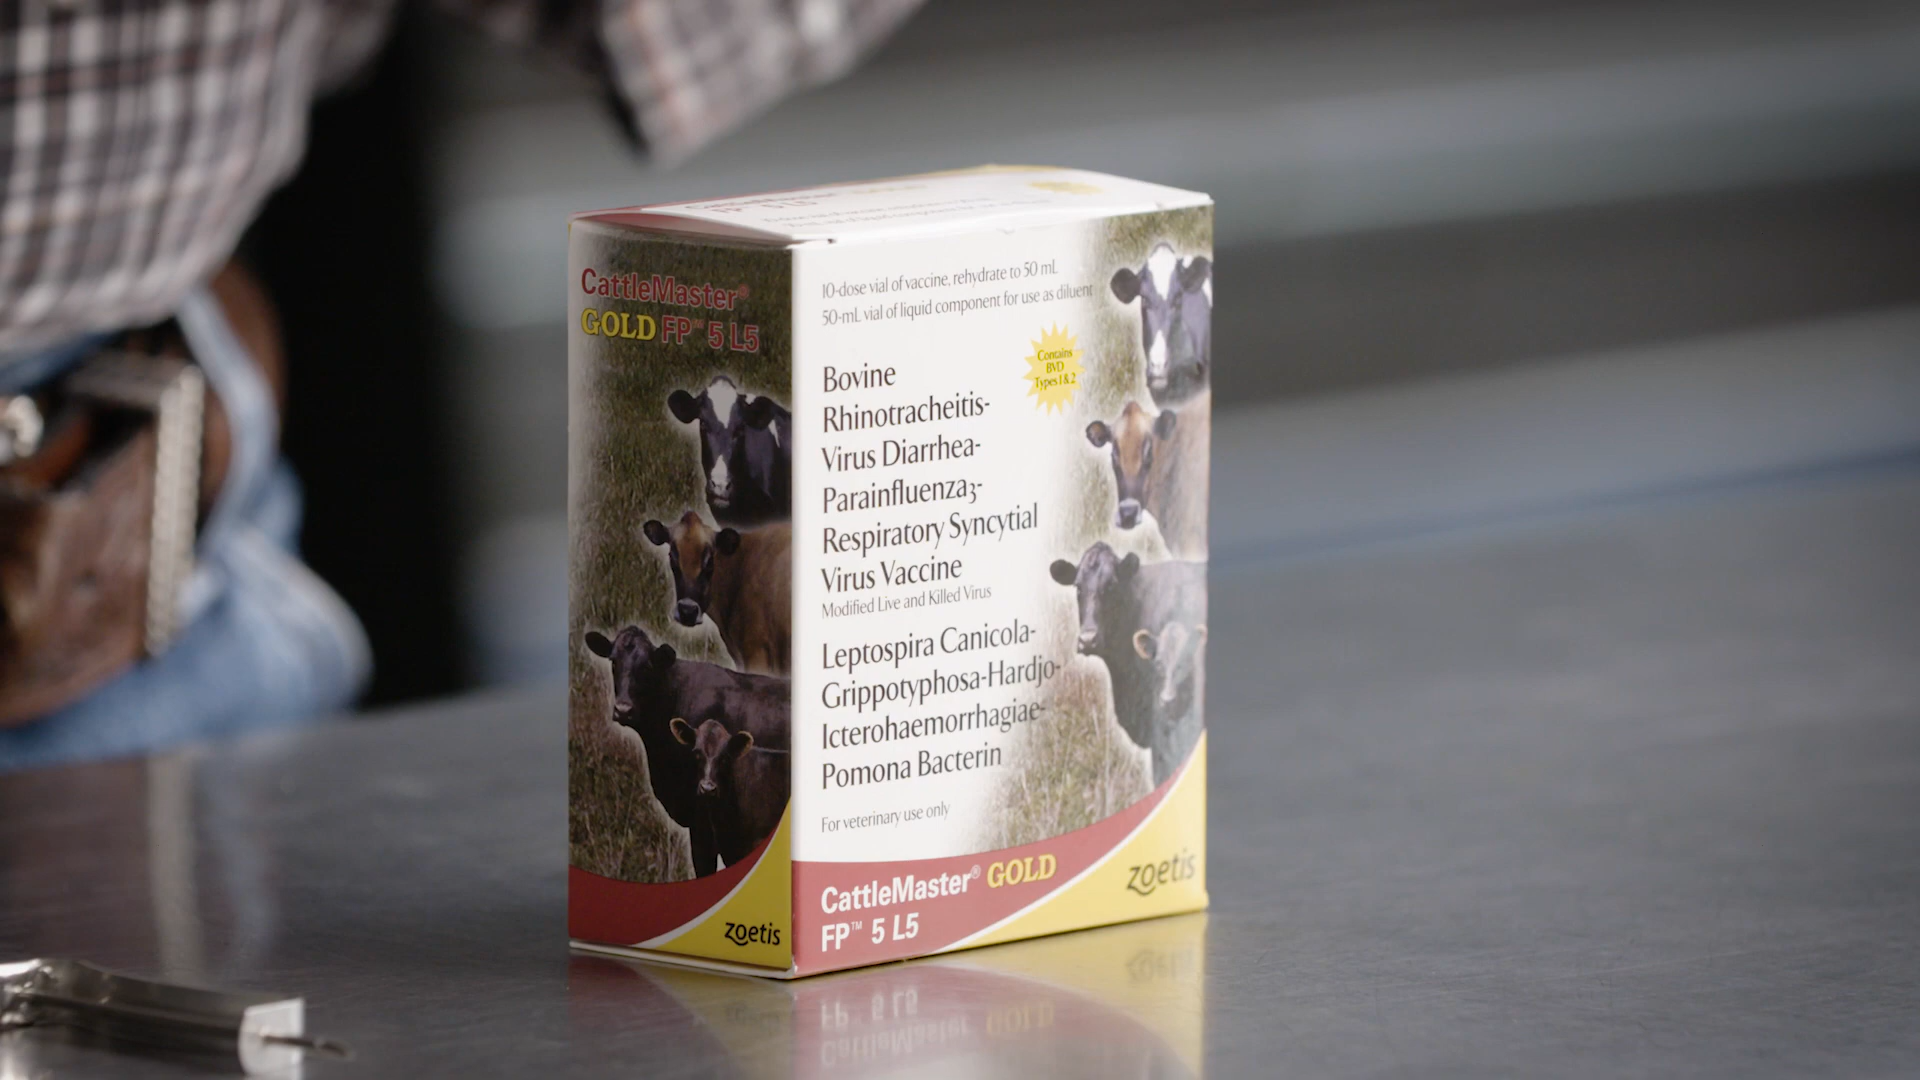 CattleMaster®
GOLD FP™ 5 L5
zoetis
10-dose vial of vaccine, rehydrate to 50 mL
50-mL vial of liquid component for use as diluent
Contains
BVD
Types 1 & 2
Bovine
Rhinotracheitis-
Virus Diarrhea-
Parainfluenza3-
Respiratory Syncytial
Virus Vaccine
Modified Live and Killed Virus
Leptospira Canicola-
Grippotyphosa-Hardjo-
Icterohaemorrhagiae-
Pomona Bacterin
For veterinary use only
CattleMaster® GOLD
FP™ 5 L5
zoetis